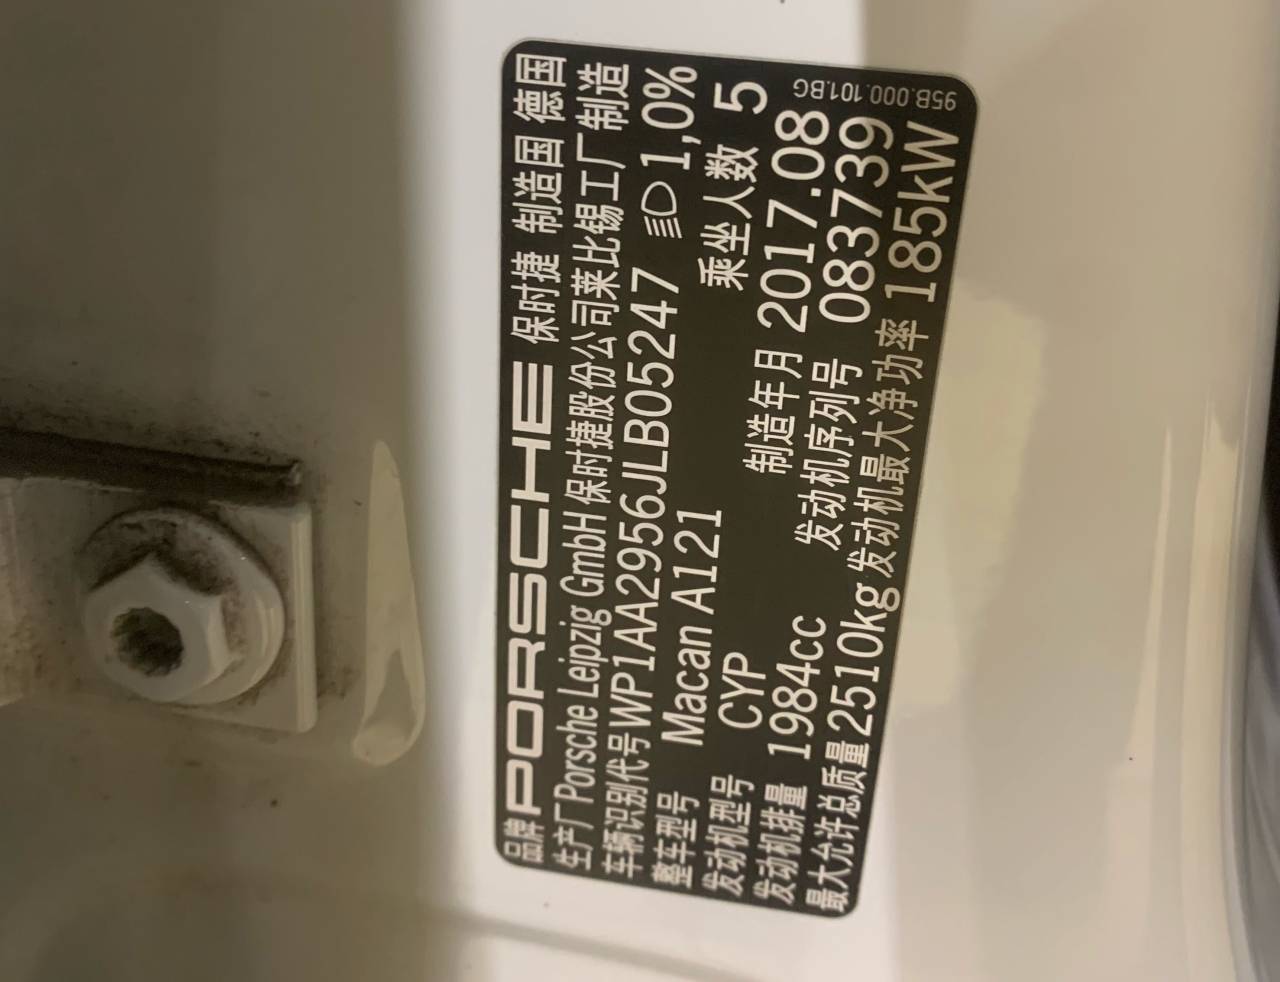 品牌 PORSCHE 保时捷 制造国 德国
生产厂 Porsche Leipzig GmbH 保时捷股份公司莱比锡工厂制造
车辆识别代号 WP1AA2956JLB05247 1,0%
整车型号 Macan A121 乘坐人数 5
发动机型号 CYP 制造年月 2017.08
发动机排量 1984cc 发动机序列号 083739
最大允许总质量 2510kg 发动机最大净功率 185kW
95B.000.101.BG